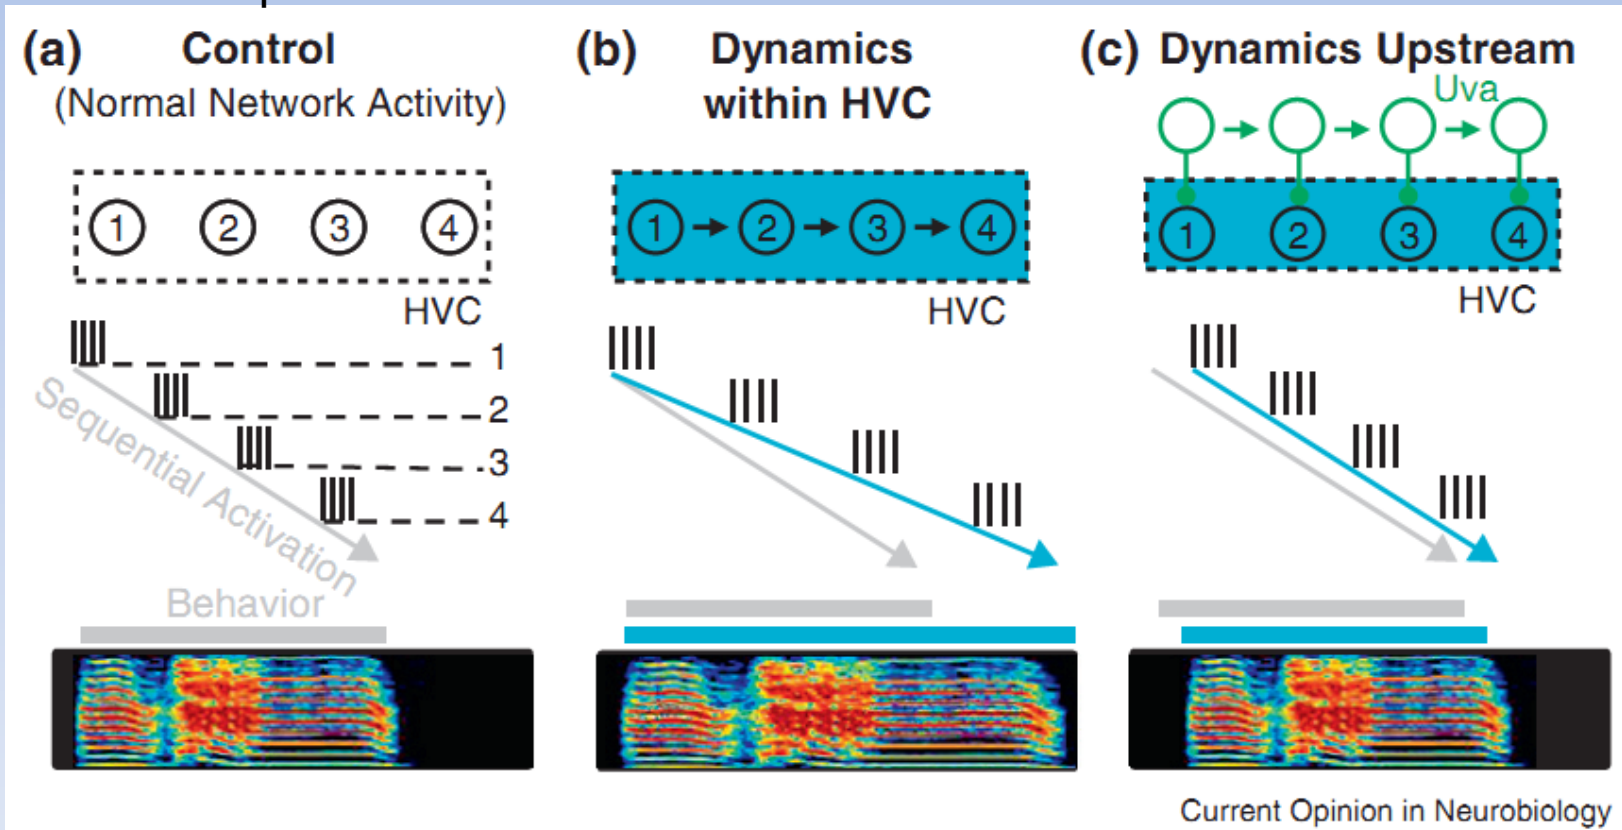 (a) Control
(Normal Network Activity)
1 2 3 4
HVC
1
2
3
4
Sequential Activation
Behavior
(b) Dynamics
within HVC
1 2 3 4
HVC
(c) Dynamics Upstream
Uva
1 2 3 4
HVC
Current Opinion in Neurobiology